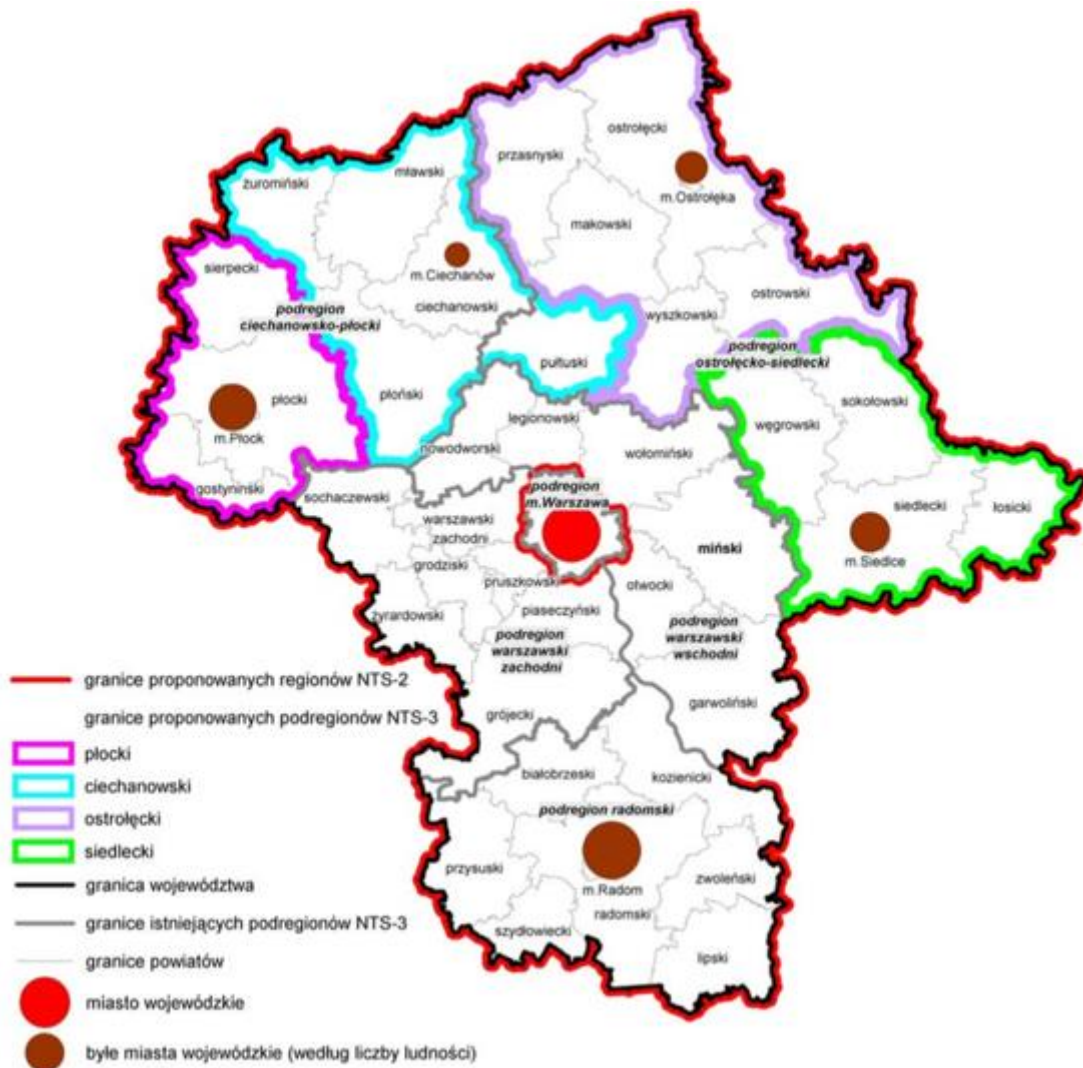 ostrołęcki
przasnyski
mławski
żuromiński
m.Ostrołęka
makowski
sierpecki
m.Ciechanów
ciechanowski
ostrowski
podregion
ciechanowsko-płocki
wyszkowski
podregion
ostrołęcko-siedlecki
pułtuski
płoński
płocki
sokołowski
m.Płock
legionowski
węgrowski
nowodworski
wołomiński
gostyniński
sochaczewski
podregion
m.Warszawa
siedlecki
łosicki
warszawski
zachodni
miński
m.Siedlce
grodziski
pruszkowski
otwocki
żyrardowski
piaseczyński
podregion
warszawski
zachodni
podregion
warszawski
wschodni
garwoliński
grójecki
białobrzeski
kozienicki
podregion radomski
przysuski
m.Radom
zwoleński
radomski
szydłowiecki
lipski
granice proponowanych regionów NTS-2
granice proponowanych podregionów NTS-3
płocki
ciechanowski
ostrołęcki
siedlecki
granica województwa
granice istniejących podregionów NTS-3
granice powiatów
miasto wojewódzkie
byłe miasta wojewódzkie (według liczby ludności)